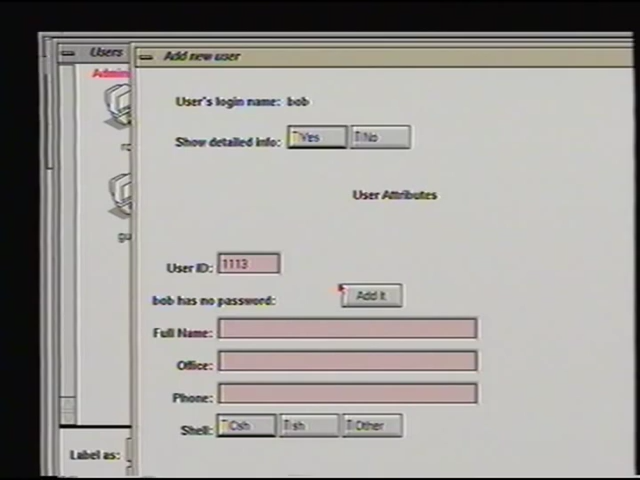 Users
Add new user
Admin
User's login name: bob
Show detailed info: Yes No
User Attributes
User ID: 1113
bob has no password: Add it
Full Name:
Office:
Phone:
Shell: Csh sh Other
Label as: